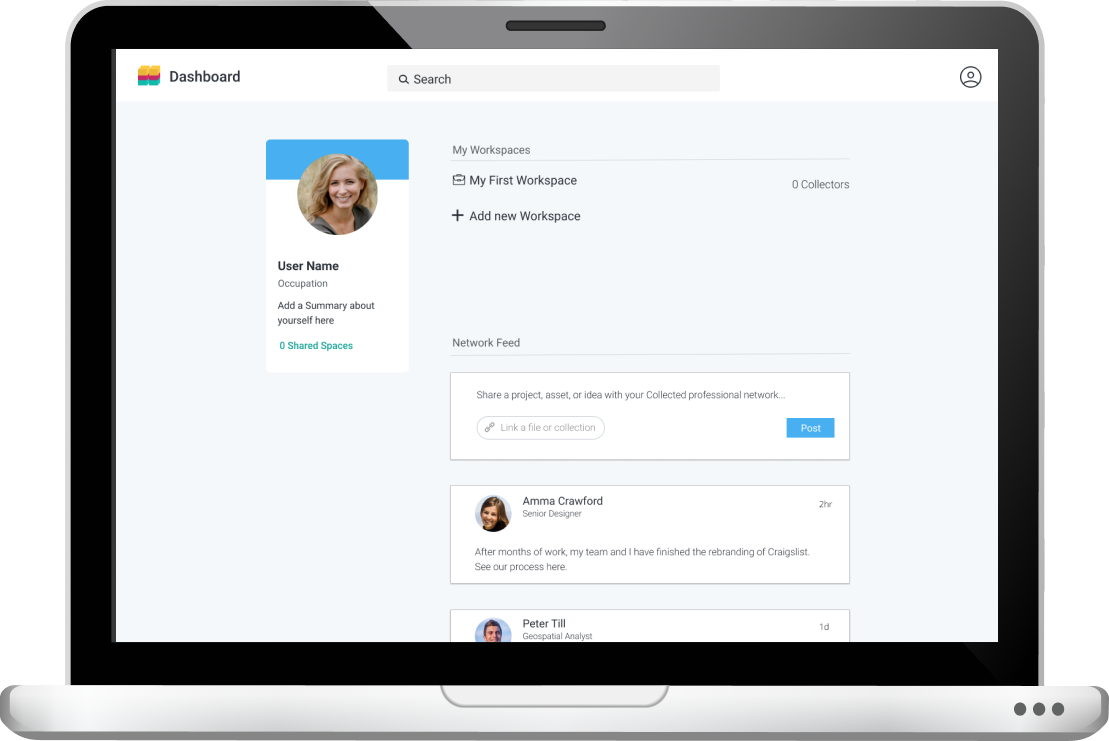 Dashboard
Search
My Workspaces
My First Workspace
0 Collectors
Add new Workspace
User Name
Occupation
Add a Summary about
yourself here
0 Shared Spaces
Network Feed
Share a project, asset, or idea with your Collected professional network...
Link a file or collection
Post
Amma Crawford
2hr
Senior Designer
After months of work, my team and I have finished the rebranding of Craigslist.
See our process here.
Peter Till
1d
Geospatial Analyst